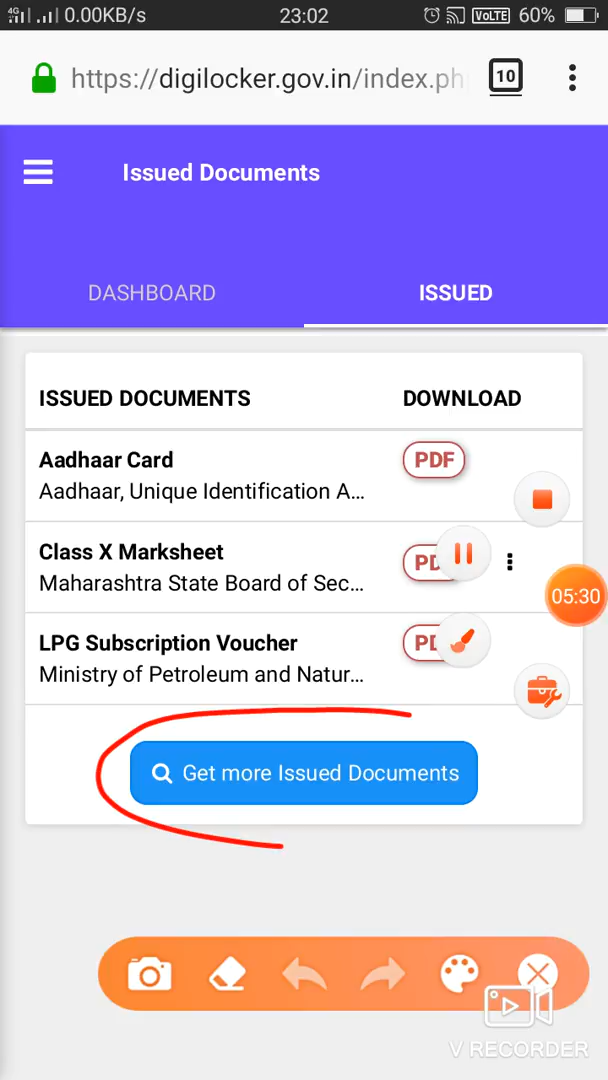 4G 0.00KB/s 23:02 VoLTE 60%
https://digilocker.gov.in/index.ph 10
Issued Documents
DASHBOARD ISSUED
ISSUED DOCUMENTS DOWNLOAD
Aadhaar Card PDF
Aadhaar, Unique Identification A...
Class X Marksheet PD
Maharashtra State Board of Sec...
05:30
LPG Subscription Voucher PD
Ministry of Petroleum and Natur...
Get more Issued Documents
V RECORDER